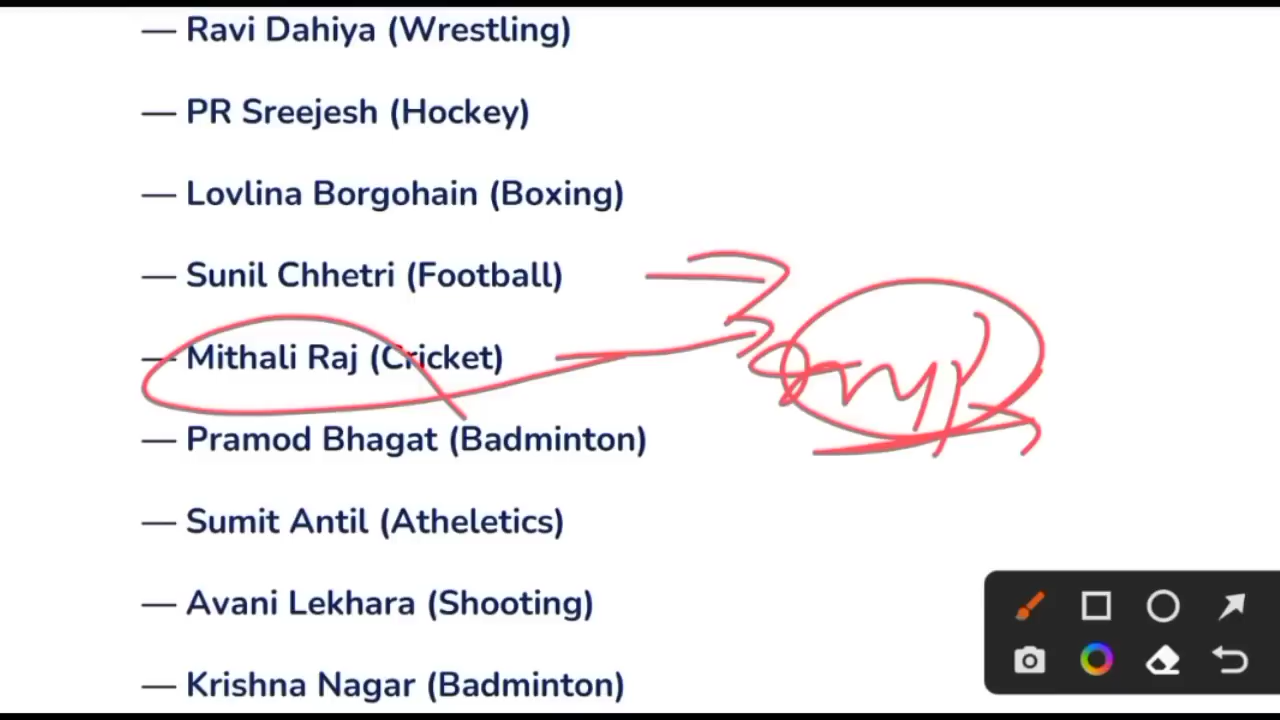 — Ravi Dahiya (Wrestling)
— PR Sreejesh (Hockey)
— Lovlina Borgohain (Boxing)
— Sunil Chhetri (Football)
— Mithali Raj (Cricket)
— Pramod Bhagat (Badminton)
— Sumit Antil (Atheletics)
— Avani Lekhara (Shooting)
— Krishna Nagar (Badminton)